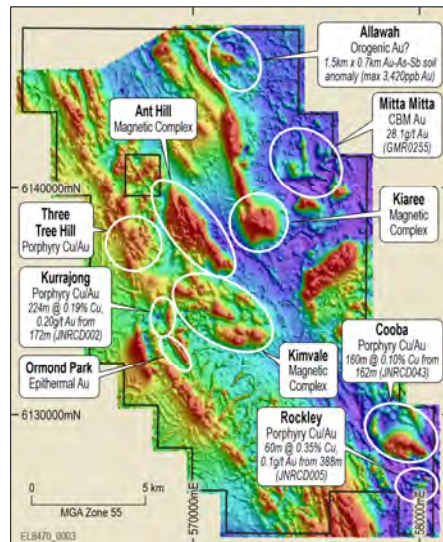 Allawah
Orogenic Au?
1.5km x 0.7km Au-As-Sb soil
anomaly (max 3,420ppb Au)
Ant Hill
Magnetic Complex
Mitta Mitta
CBM Au
28.1g/t Au
(GMR0255)
6140000mN
Three
Tree Hill
Porphyry Cu/Au
Kiaree
Magnetic
Complex
Kurrajong
Porphyry Cu/Au
224m @ 0.19% Cu,
0.20g/t Au from
172m (JNRCD002)
Cooba
Porphyry Cu/Au
160m @ 0.10% Cu from
162m (JNRCD043)
Ormond Park
Epithermal Au
Kimvale
Magnetic
Complex
6130000mN
Rockley
Porphyry Cu/Au
60m @ 0.35% Cu,
0.1g/t Au from 388m
(JNRCD005)
0 5 km
MGA Zone 55
570000mE
560000mE
EL8470_0003